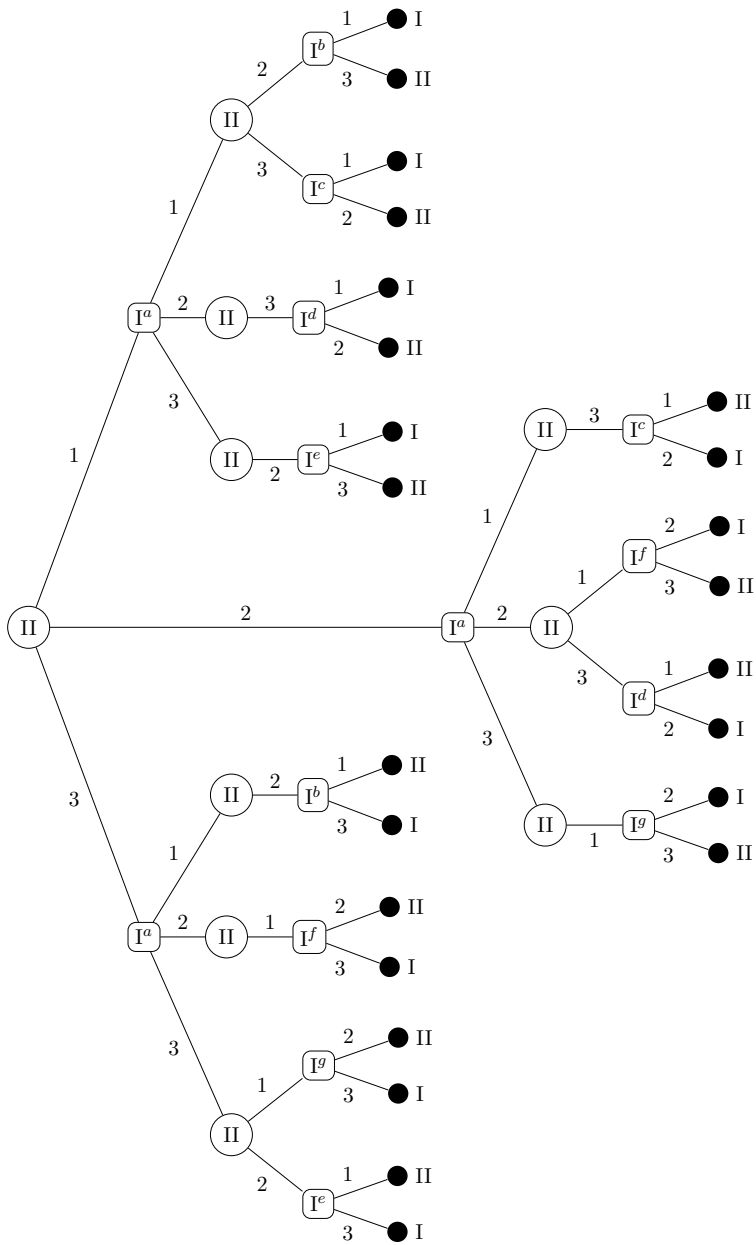 1 I
I^b
2 3 II
II
3 1 I
I^c
2 II
1
1 I
I^a 2 II 3 I^d
2 II
3 1 II
1 I II 3 I^c
1 II 2 I^e 2 I
3 II
1 2 I
I^f
1 3 II
II 2 I^a 2 II
3 1 II
I^d
2 I
3
3 1 II 2 I
II 2 I^b II 1 I^g
3 I 3 II
1
2 II
I^a 2 II 1 I^f
3 I
3 2 II
I^g
1 3 I
II
2 1 II
I^e
3 I